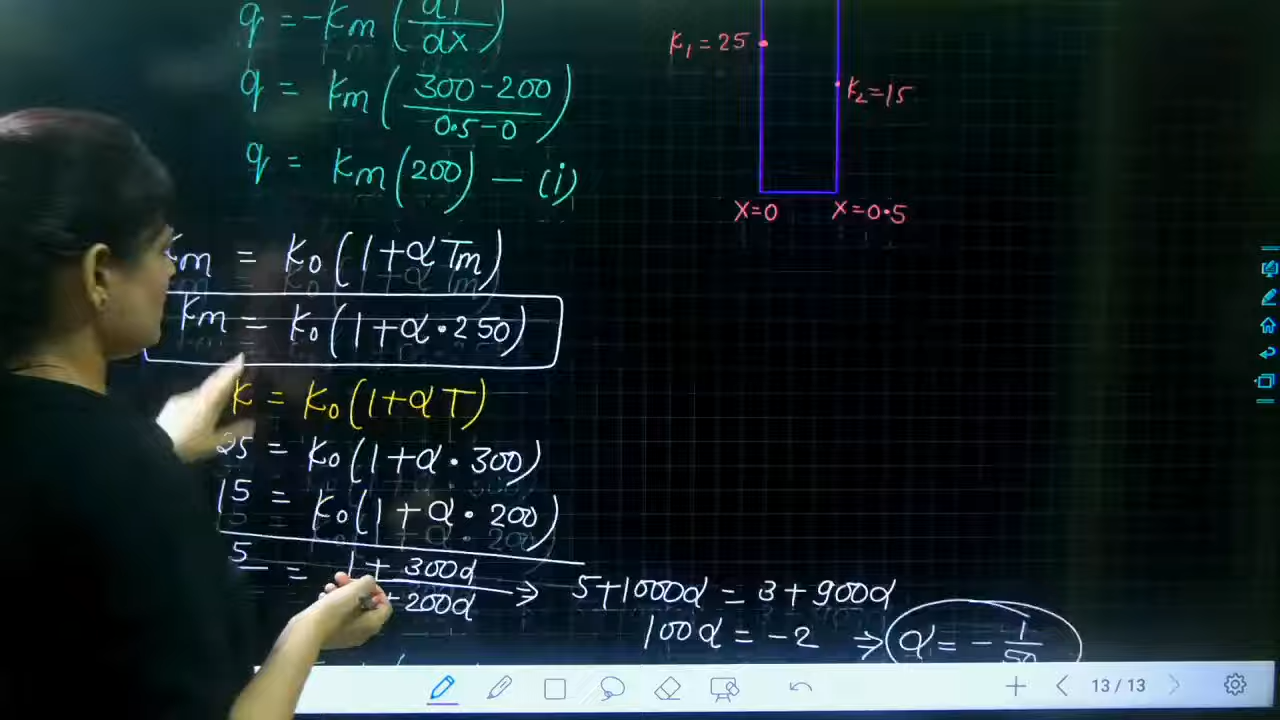 q = -Km (dT/dX)
q = Km (300-200 / 0.5-0)
q = Km (200) - (i)
Km = K0 (1+αTm)
Km = K0 (1+α·250)
K = K0 (1+αT)
25 = K0 (1+α·300)
15 = K0 (1+α·200)
5 = 1+300α / +200α ⇒ 5+1000α = 3+900α
100α = -2 ⇒ α = -1/50
K1 = 25
K2 = 15
X=0 X=0.5
13 / 13